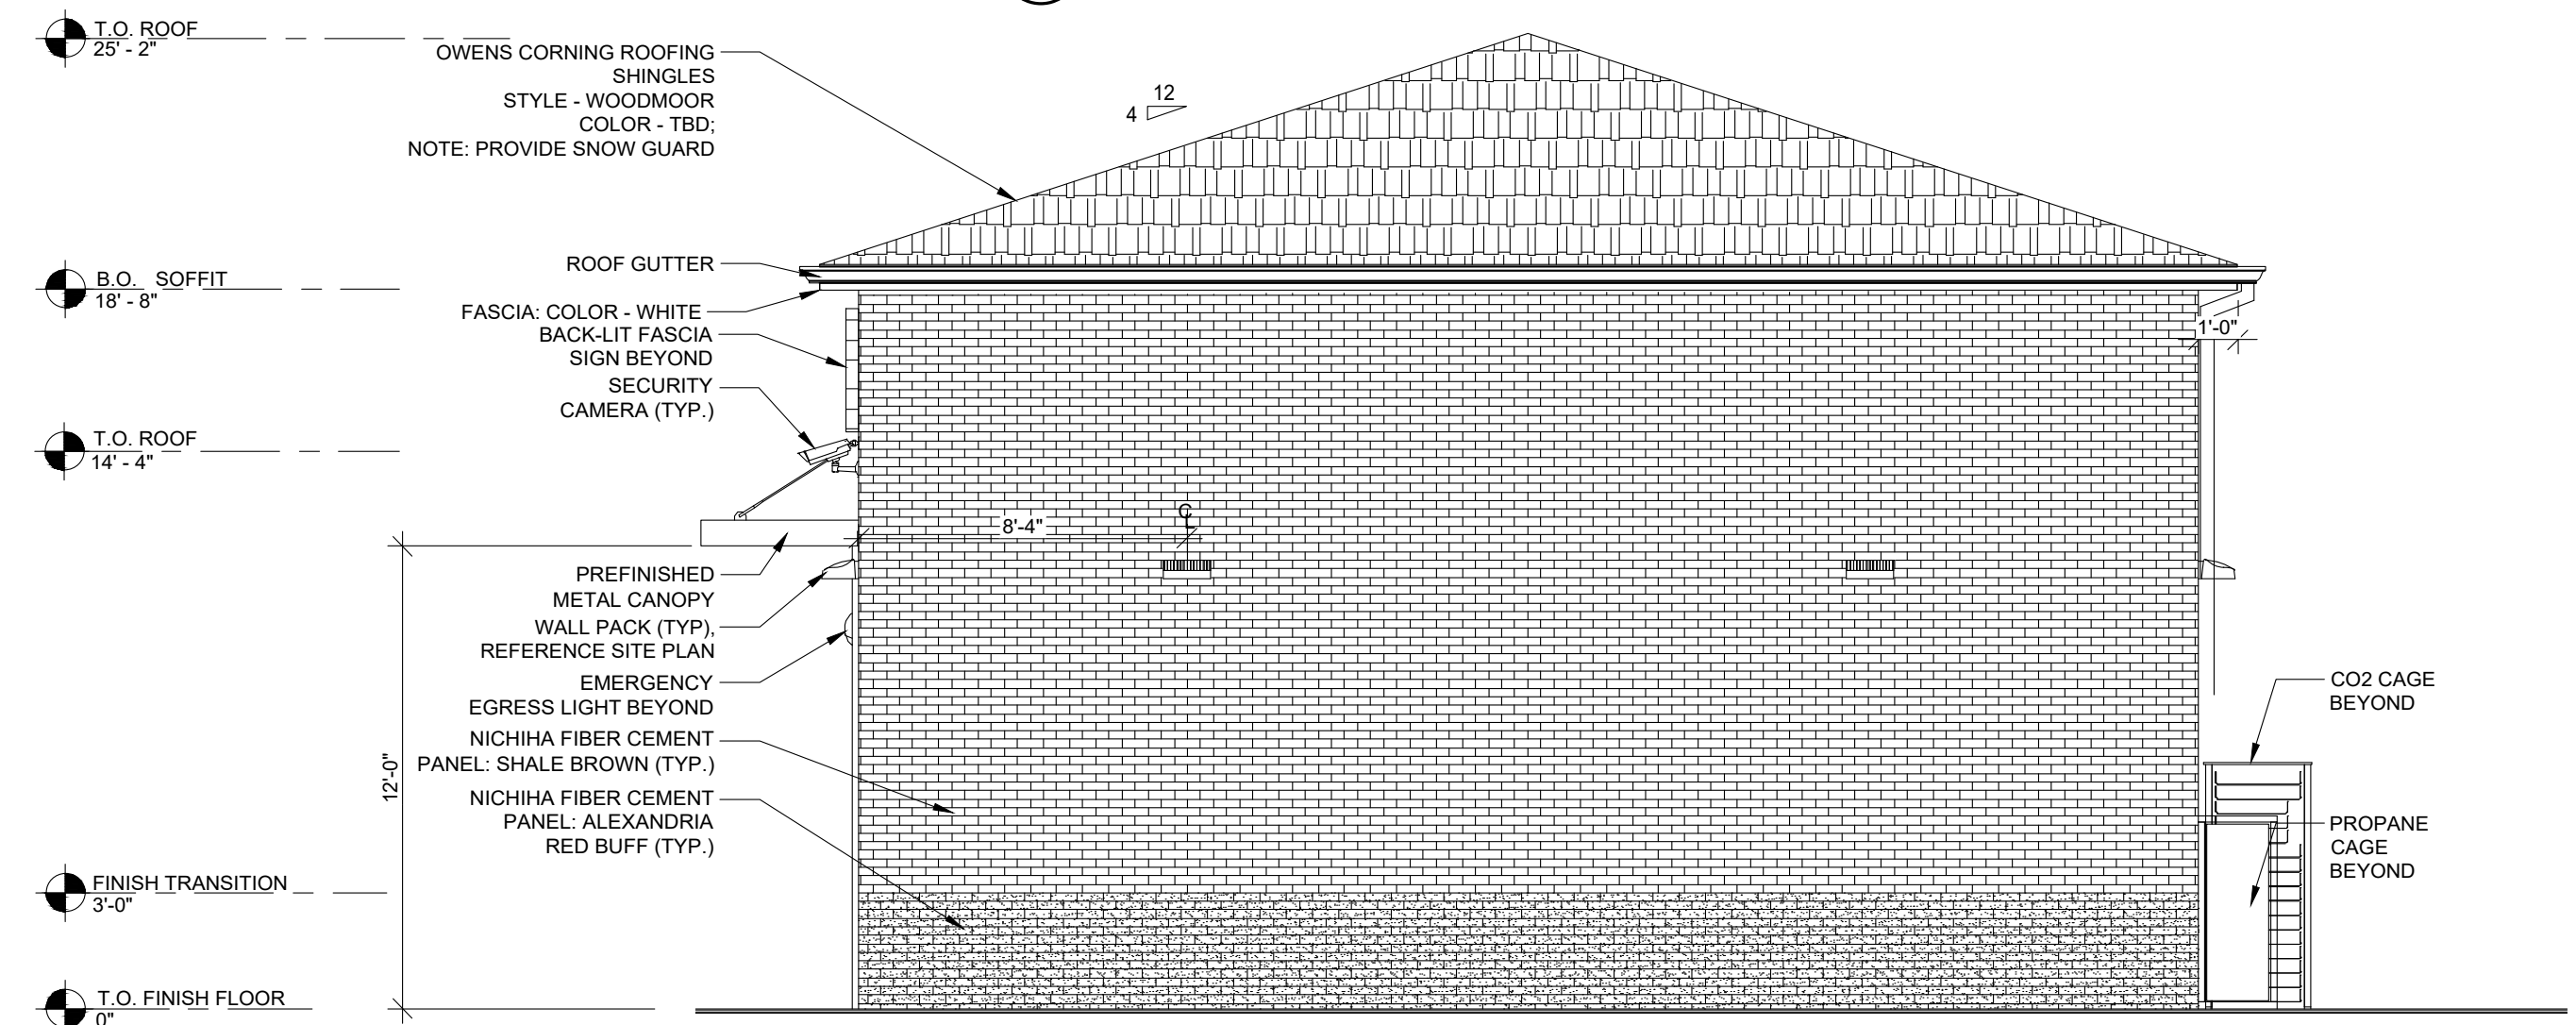 T.O. ROOF
25' - 2"
OWENS CORNING ROOFING
SHINGLES
STYLE - WOODMOOR
COLOR - TBD;
NOTE: PROVIDE SNOW GUARD
12
4
ROOF GUTTER
B.O. SOFFIT
18' - 8"
FASCIA: COLOR - WHITE
BACK-LIT FASCIA
SIGN BEYOND
1'-0"
SECURITY
CAMERA (TYP.)
T.O. ROOF
14' - 4"
8'-4"
CL
PREFINISHED
METAL CANOPY
WALL PACK (TYP),
REFERENCE SITE PLAN
EMERGENCY
EGRESS LIGHT BEYOND
NICHIHA FIBER CEMENT
PANEL: SHALE BROWN (TYP.)
NICHIHA FIBER CEMENT
PANEL: ALEXANDRIA
RED BUFF (TYP.)
12'-0"
CO2 CAGE
BEYOND
PROPANE
CAGE
BEYOND
FINISH TRANSITION
3'-0"
T.O. FINISH FLOOR
0"